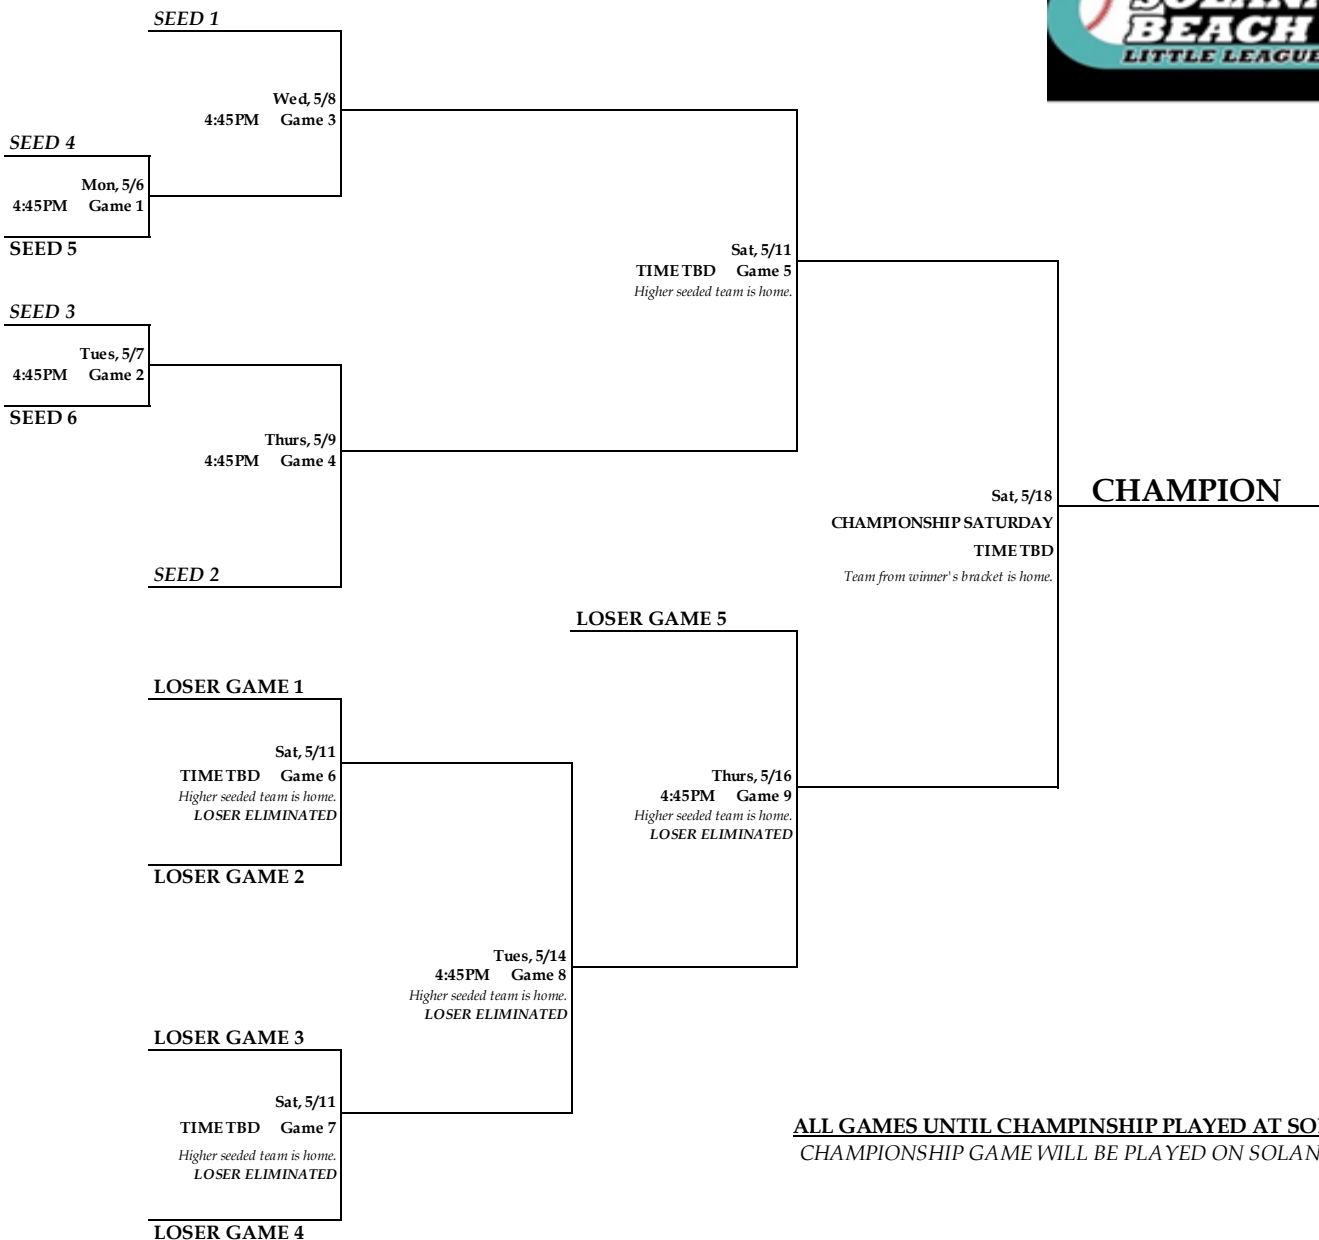 SEED 1
BEACH
LITTLE LEAGUE
Wed, 5/8
4:45PM Game 3
SEED 4
Mon, 5/6
4:45PM Game 1
SEED 5
Sat, 5/11
TIME TBD Game 5
Higher seeded team is home.
SEED 3
Tues, 5/7
4:45PM Game 2
SEED 6
Thurs, 5/9
4:45PM Game 4
Sat, 5/18
CHAMPION
CHAMPIONSHIP SATURDAY
TIME TBD
Team from winner's bracket is home.
SEED 2
LOSER GAME 5
LOSER GAME 1
Sat, 5/11
TIME TBD Game 6
Higher seeded team is home.
LOSER ELIMINATED
LOSER GAME 2
Thurs, 5/16
4:45PM Game 9
Higher seeded team is home.
LOSER ELIMINATED
Tues, 5/14
4:45PM Game 8
Higher seeded team is home.
LOSER ELIMINATED
LOSER GAME 3
Sat, 5/11
TIME TBD Game 7
Higher seeded team is home.
LOSER ELIMINATED
LOSER GAME 4
ALL GAMES UNTIL CHAMPINSHIP PLAYED AT
CHAMPIONSHIP GAME WILL BE PLAYED ON